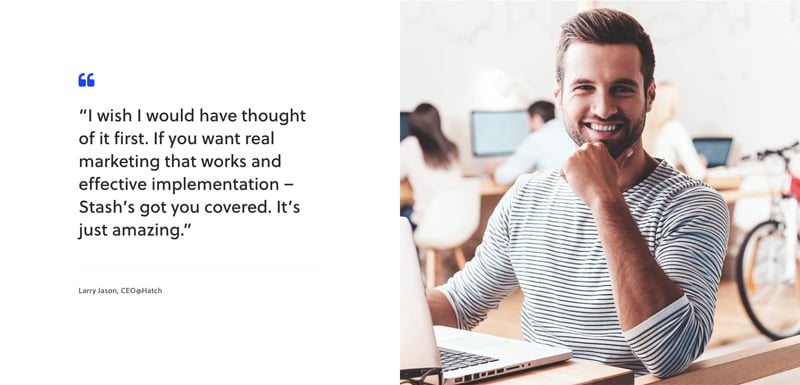 “I wish I would have thought
of it first. If you want real
marketing that works and
effective implementation –
Stash’s got you covered. It’s
just amazing.”
Larry Jason, CEO@Hatch